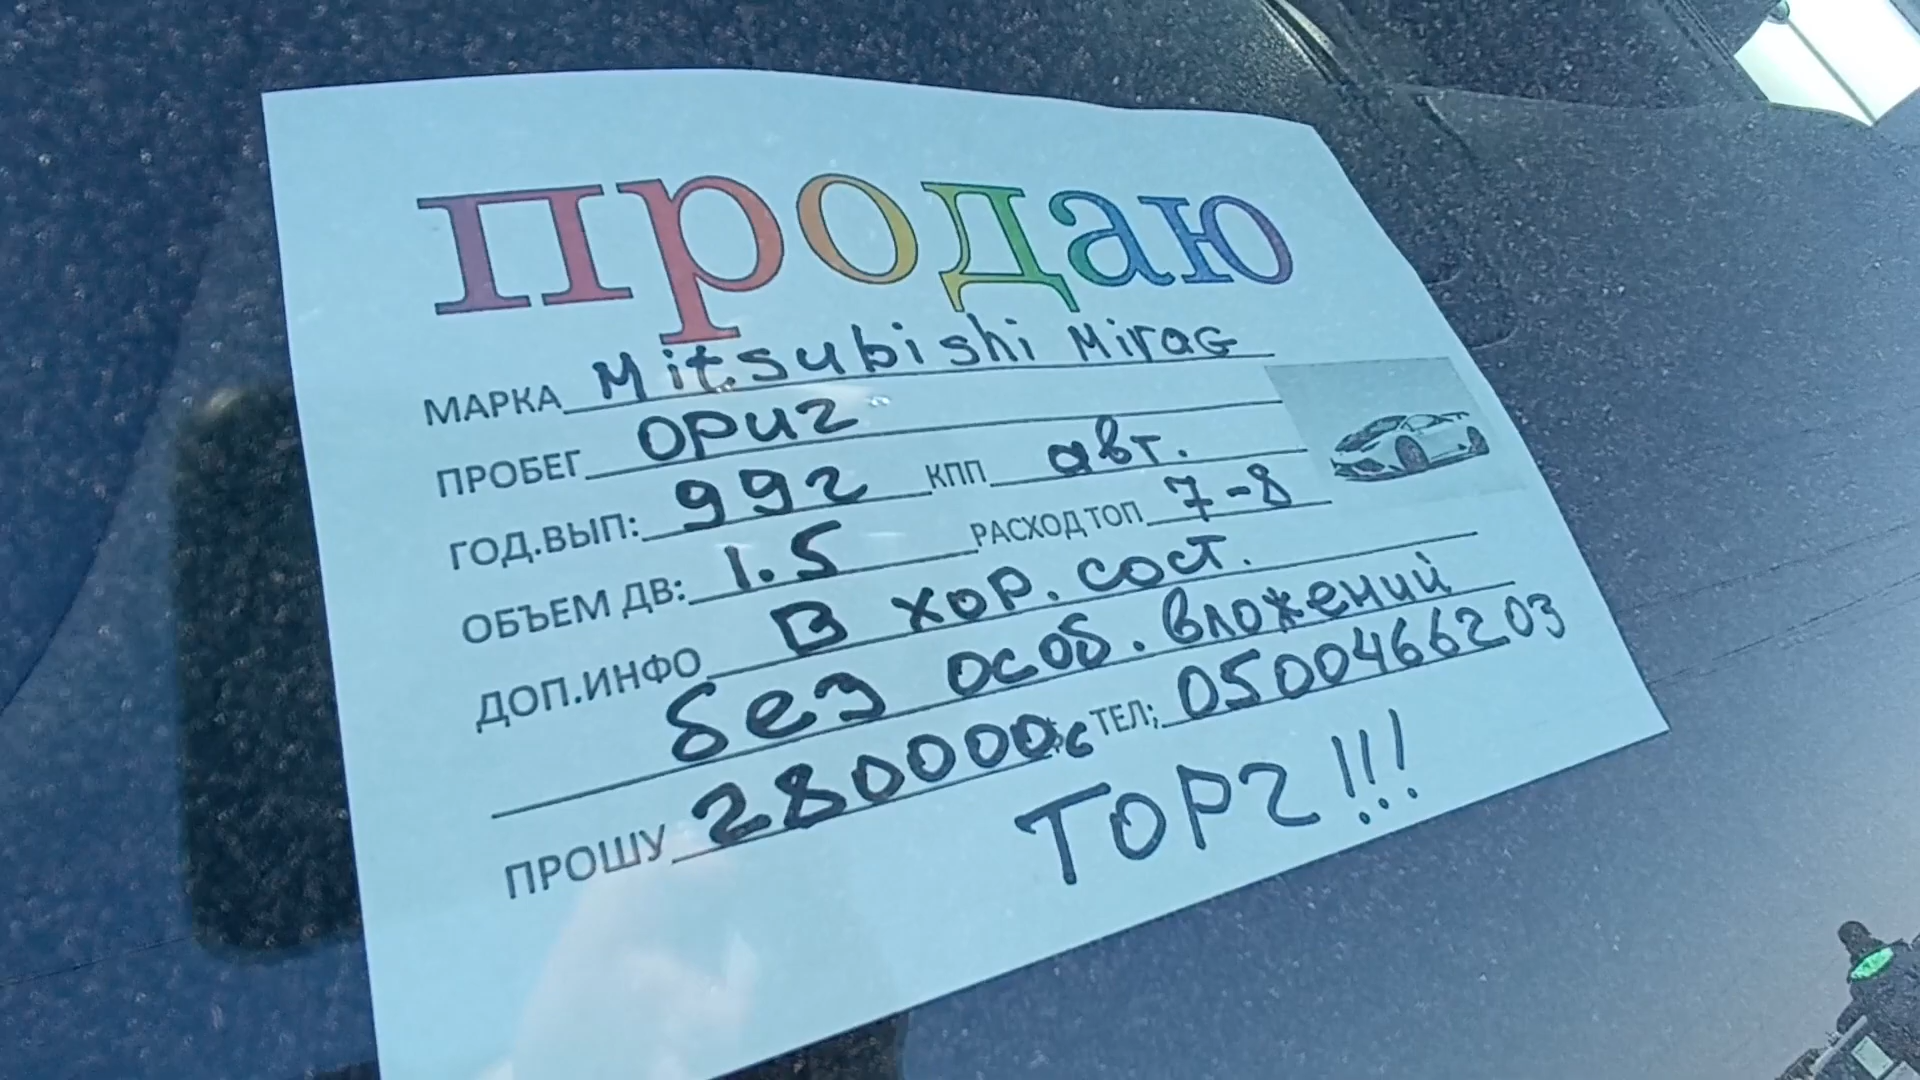 продаю
МАРКА Mitsubishi Mirag
ПРОБЕГ ориг
ГОД.ВЫП: 99г КПП авт.
ОБЪЕМ ДВ: 1.5 РАСХОД ТОП 7-8
ДОП.ИНФО В хор. сост.
без особ. вложений
ПРОШУ 280000с ТЕЛ; 0500466203
ТОРГ!!!